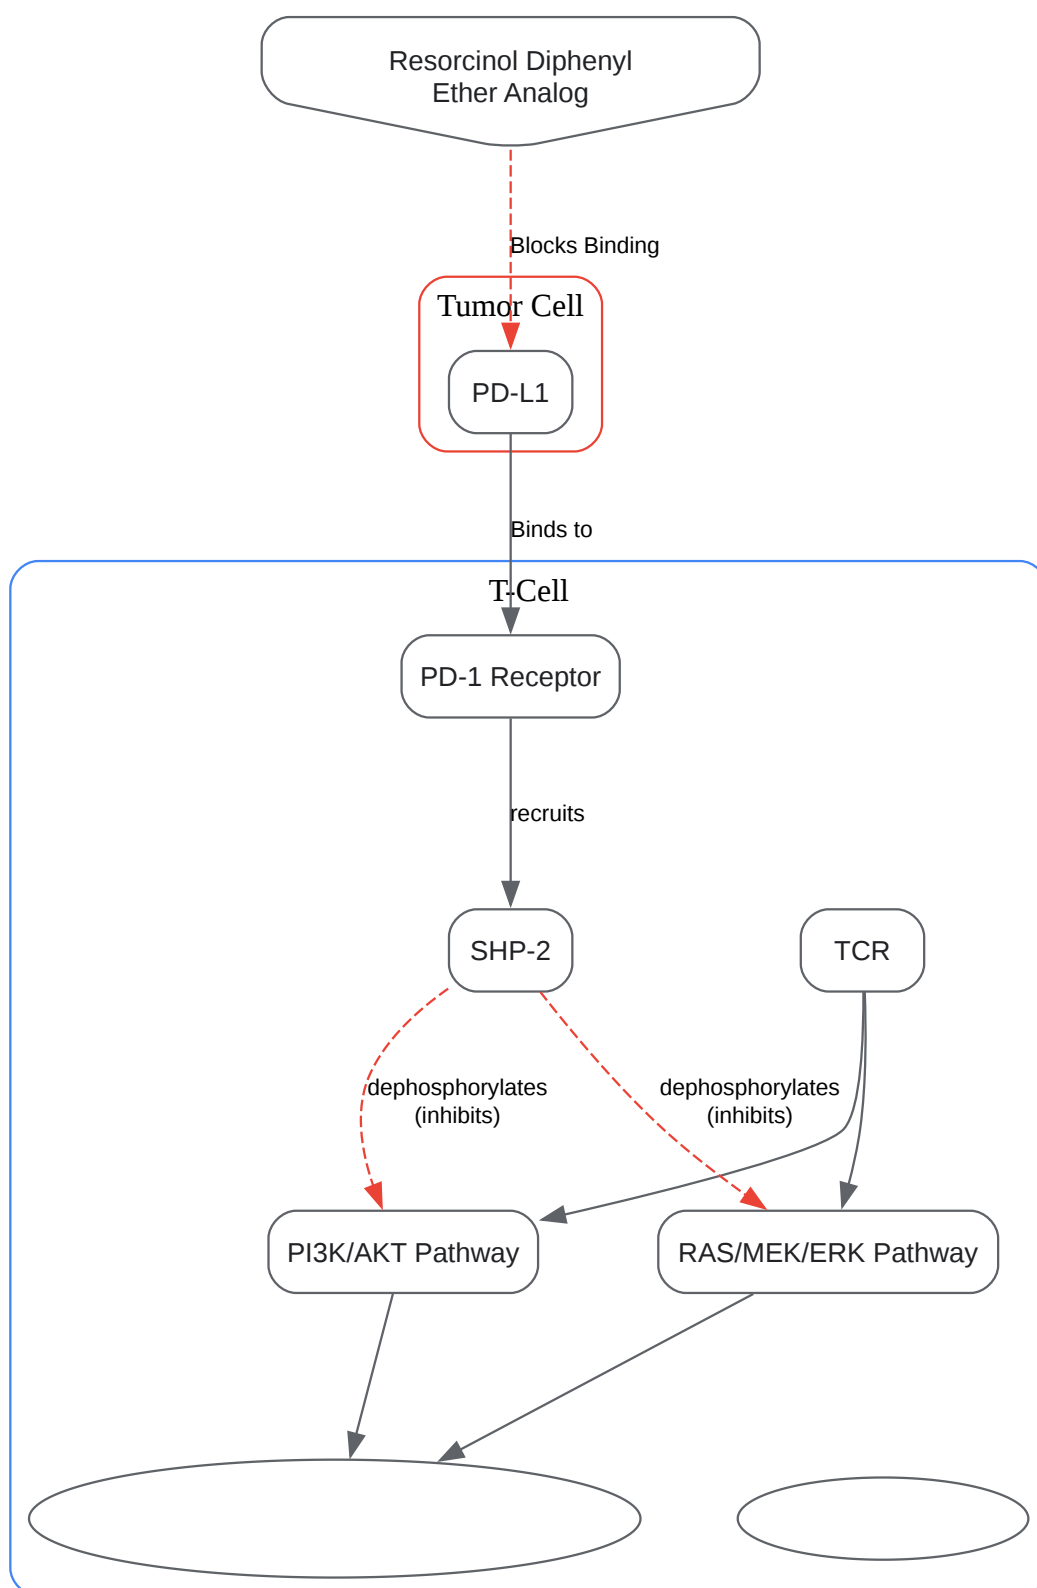 Resorcinol Diphenyl
Ether Analog
Blocks Binding
Tumor Cell
PD-L1
Binds to
T-Cell
PD-1 Receptor
recruits
SHP-2
TCR
dephosphorylates
(inhibits)
dephosphorylates
(inhibits)
PI3K/AKT Pathway
RAS/MEK/ERK Pathway